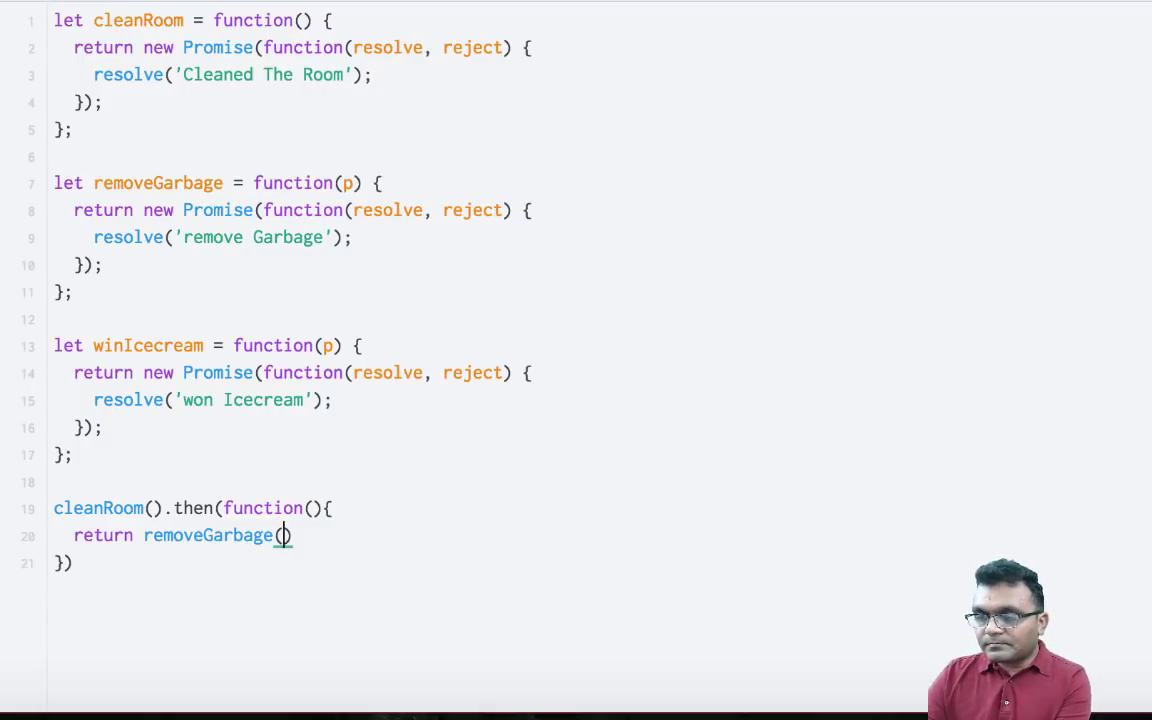 1 let cleanRoom = function() {
2 return new Promise(function(resolve, reject) {
3 resolve('Cleaned The Room');
4 });
5 };
6
7 let removeGarbage = function(p) {
8 return new Promise(function(resolve, reject) {
9 resolve('remove Garbage');
10 });
11 };
12
13 let winIcecream = function(p) {
14 return new Promise(function(resolve, reject) {
15 resolve('won Icecream');
16 });
17 };
18
19 cleanRoom().then(function(){
20 return removeGarbage()
21 })